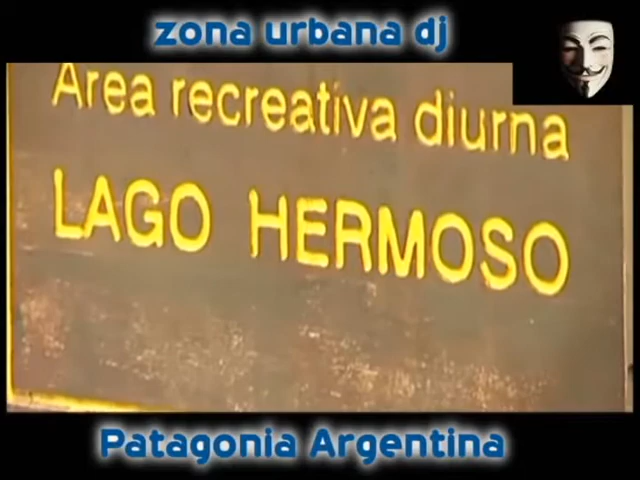 zona urbana dj
Area recreativa diurna
LAGO HERMOSO
Patagonia Argentina